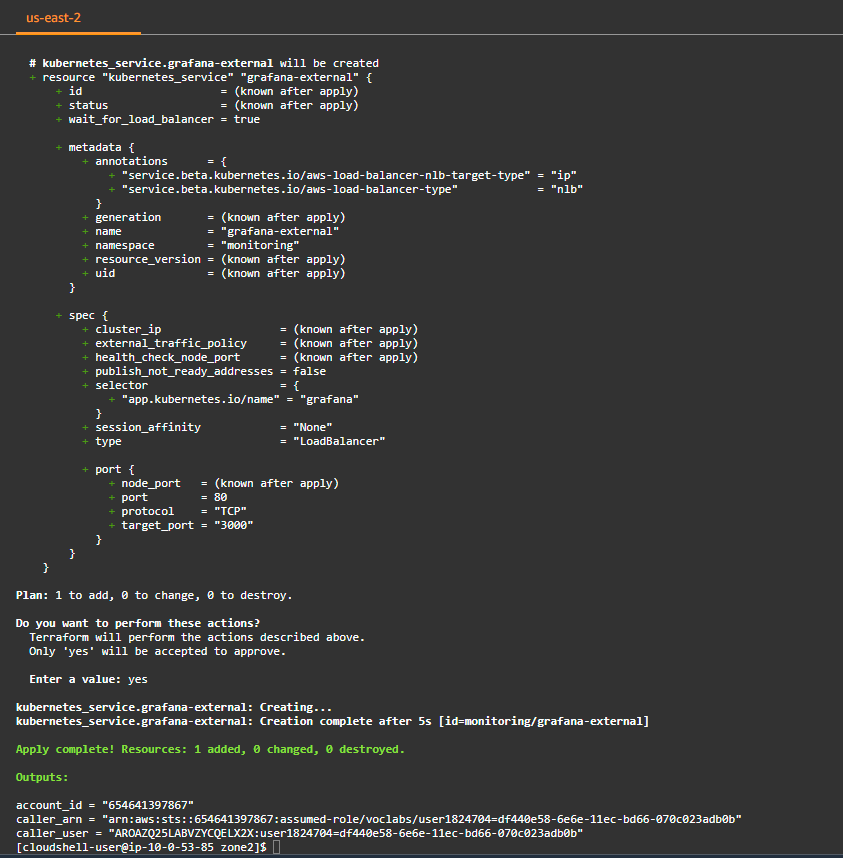 us-east-2
# kubernetes_service.grafana-external will be created
+ resource "kubernetes_service" "grafana-external" {
+ id = (known after apply)
+ status = (known after apply)
+ wait_for_load_balancer = true
+ metadata {
+ annotations = {
+ "service.beta.kubernetes.io/aws-load-balancer-nlb-target-type" = "ip"
+ "service.beta.kubernetes.io/aws-load-balancer-type" = "nlb"
}
+ generation = (known after apply)
+ name = "grafana-external"
+ namespace = "monitoring"
+ resource_version = (known after apply)
+ uid = (known after apply)
}
+ spec {
+ cluster_ip = (known after apply)
+ external_traffic_policy = (known after apply)
+ health_check_node_port = (known after apply)
+ publish_not_ready_addresses = false
+ selector = {
+ "app.kubernetes.io/name" = "grafana"
}
+ session_affinity = "None"
+ type = "LoadBalancer"
+ port {
+ node_port = (known after apply)
+ port = 80
+ protocol = "TCP"
+ target_port = "3000"
}
}
}
Plan: 1 to add, 0 to change, 0 to destroy.
Do you want to perform these actions?
Terraform will perform the actions described above.
Only 'yes' will be accepted to approve.
Enter a value: yes
kubernetes_service.grafana-external: Creating...
kubernetes_service.grafana-external: Creation complete after 5s [id=monitoring/grafana-external]
Apply complete! Resources: 1 added, 0 changed, 0 destroyed.
Outputs:
account_id = "654641397867"
caller_arn = "arn:aws:sts::654641397867:assumed-role/voclabs/user1824704=df440e58-6e6e-11ec-bd66-070c023adb0b"
caller_user = "AROAZQ25LABVZYCQELX2X:user1824704=df440e58-6e6e-11ec-bd66-070c023adb0b"
[cloudshell-user@ip-10-0-53-85 zone2]$